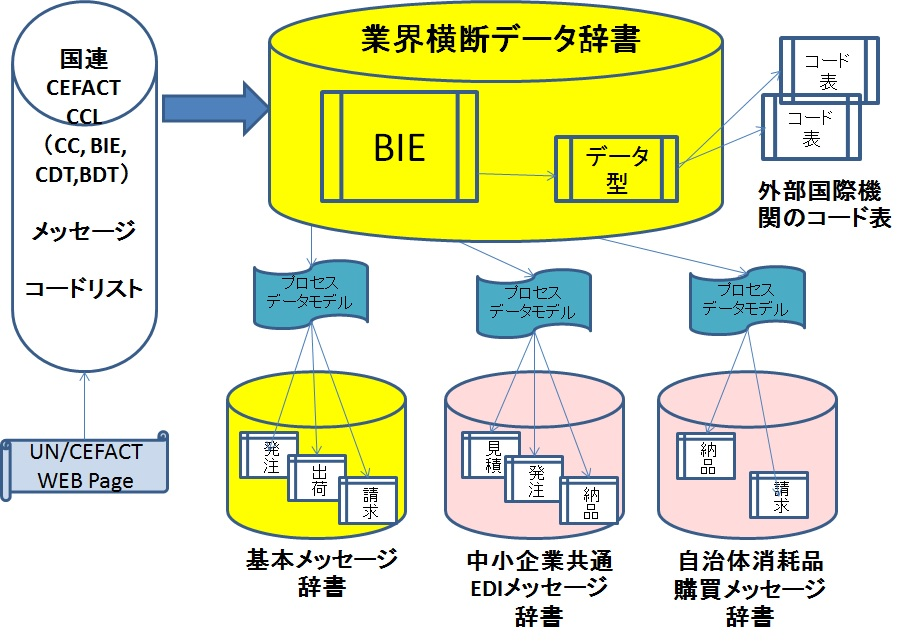 国連
CEFACT
CCL
（CC, BIE,
CDT,BDT）
メッセージ
コードリスト
UN/CEFACT
WEB Page
業界横断データ辞書
BIE
データ
型
コード
表
コード
表
外部国際機
関のコード表
プロセス
データモデル
プロセス
データモデル
プロセス
データモデル
発注
出荷
請求
見積
発注
納品
納品
請求
基本メッセージ
辞書
中小企業共通
EDIメッセージ
辞書
自治体消耗品
購買メッセージ
辞書